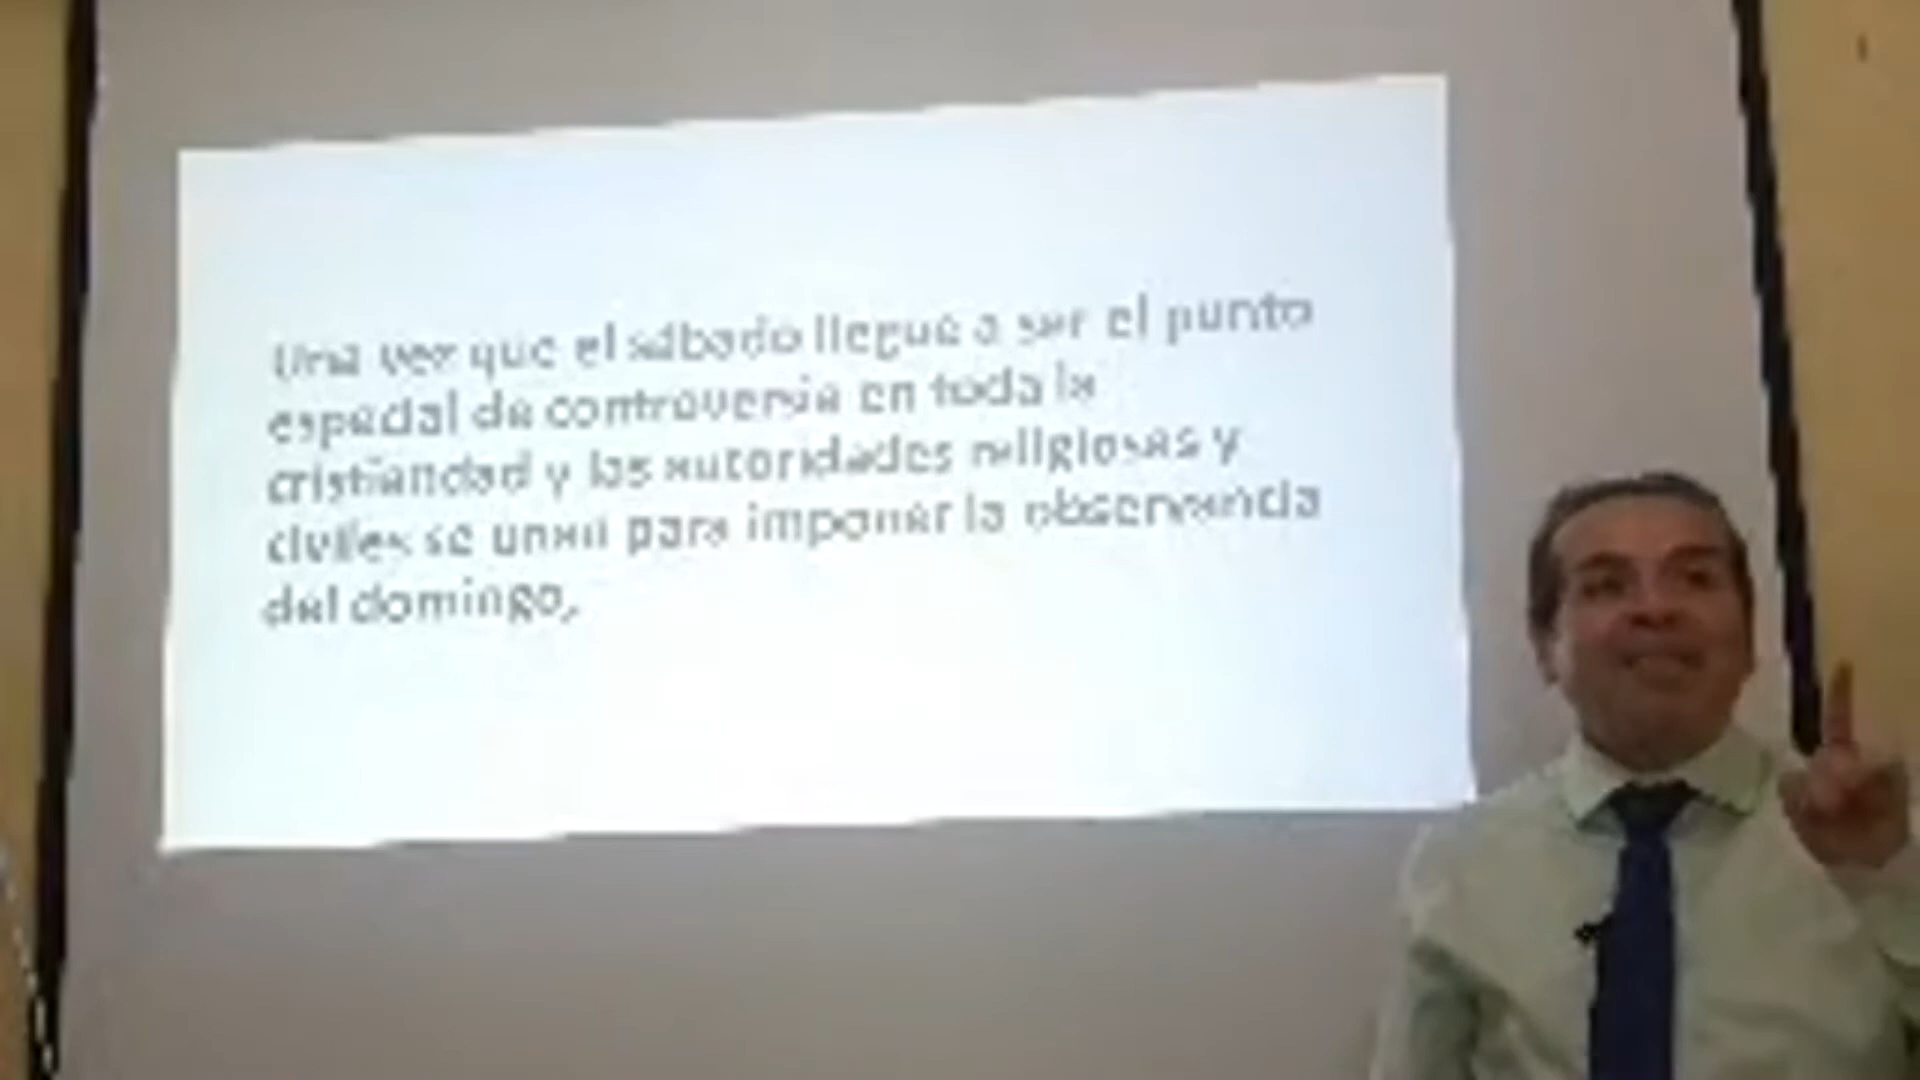 Una vez que el sábado llegue a ser el punto
especial de controversia en toda la
cristiandad y las autoridades religiosas y
civiles se unan para imponer la observancia
del domingo,